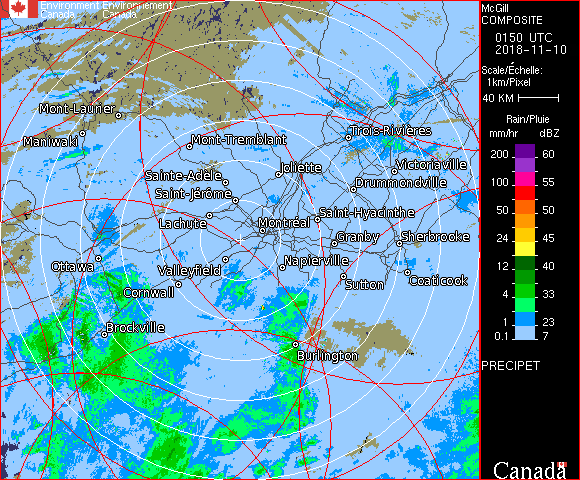 Environment Environnement
Canada Canada
McGill
COMPOSITE
0150 UTC
2018-11-10
Scale/Échelle:
1km/Pixel
40 KM
Rain/Pluie
mm/hr dBZ
200 60
100 55
50 50
24 45
12 40
4 33
1 23
0.1 7
PRECIPET
Canada
Mont-Laurier
Maniwaki
Mont-Tremblant
Trois-Rivières
Joliette
Victoriaville
Sainte-Adèle
Drummondville
Saint-Jérôme
Saint-Hyacinthe
Lachute
Montréal
Granby
Sherbrooke
Ottawa
Valleyfield
Napierville
Coaticook
Sutton
Cornwall
Brockville
Burlington